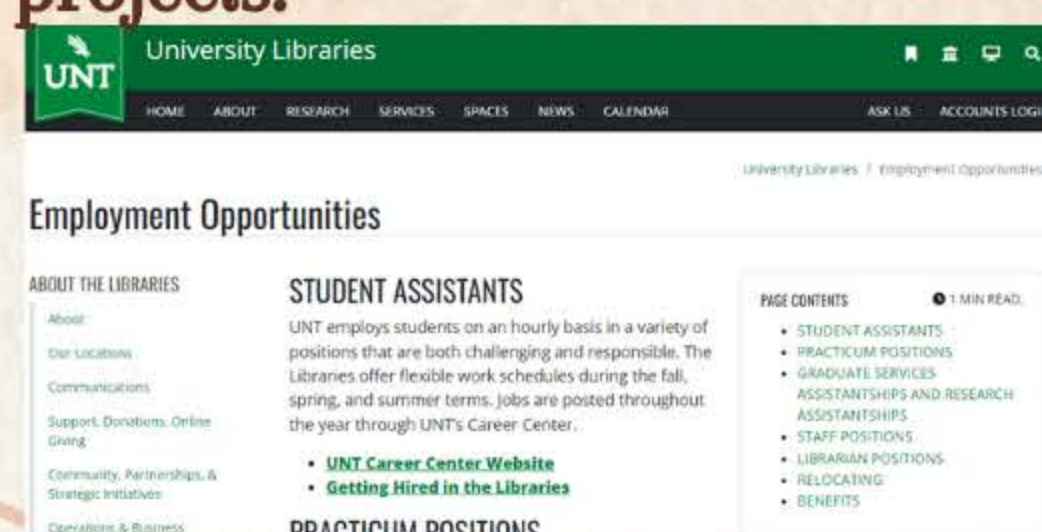 projects.
UNT
University Libraries
HOME ABOUT RESEARCH SERVICES SPACES NEWS CALENDAR ASK US ACCOUNTS LOGI
University Libraries / Employment Opportunities
Employment Opportunities
ABOUT THE LIBRARIES
About
Our Locations
Communications
Support, Donations, Online
Giving
Community, Partnerships, &
Strategic Initiatives
Operations & Business
STUDENT ASSISTANTS
UNT employs students on an hourly basis in a variety of
positions that are both challenging and responsible. The
Libraries offer flexible work schedules during the fall,
spring, and summer terms. Jobs are posted throughout
the year through UNT's Career Center.
• UNT Career Center Website
• Getting Hired in the Libraries
PRACTICUM POSITIONS
PAGE CONTENTS 1 MIN READ.
• STUDENT ASSISTANTS
• PRACTICUM POSITIONS
• GRADUATE SERVICES
ASSISTANTSHIPS AND RESEARCH
ASSISTANTSHIPS
• STAFF POSITIONS
• LIBRARIAN POSITIONS
• RELOCATING
• BENEFITS